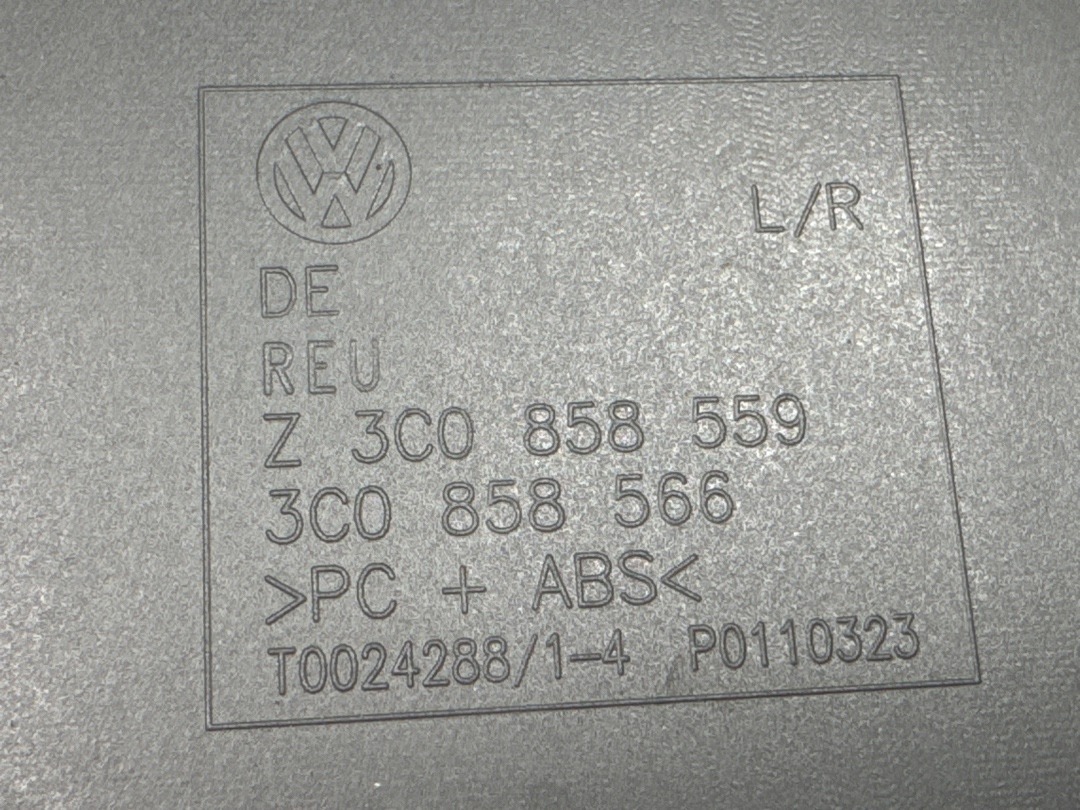 L/R
DE
REU
Z 3C0 858 559
3C0 858 566
>PC + ABS<
T0024288/1-4 P0110323